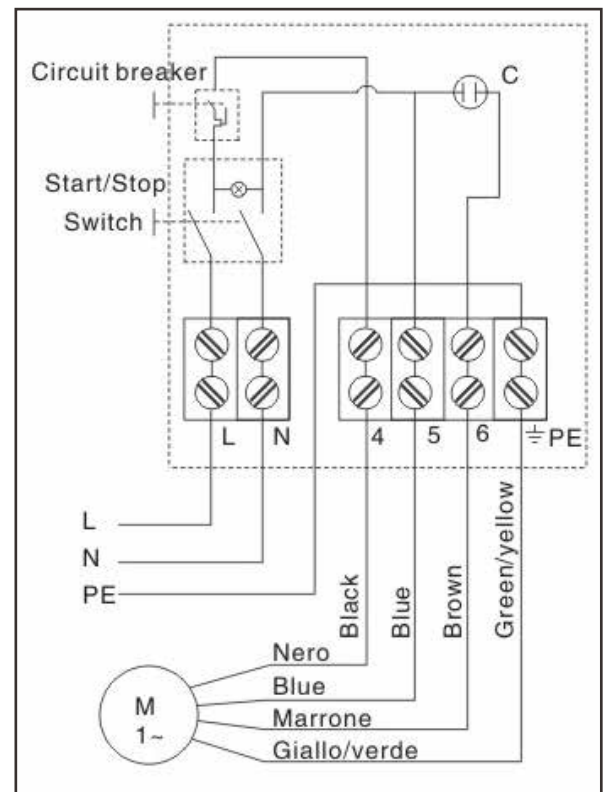 Circuit breaker
C
Start/Stop
Switch
L N 4 5 6 ⏚ PE
L
N
PE
Black
Blue
Brown
Green/yellow
Nero
Blue
Marrone
Giallo/verde
M
1~